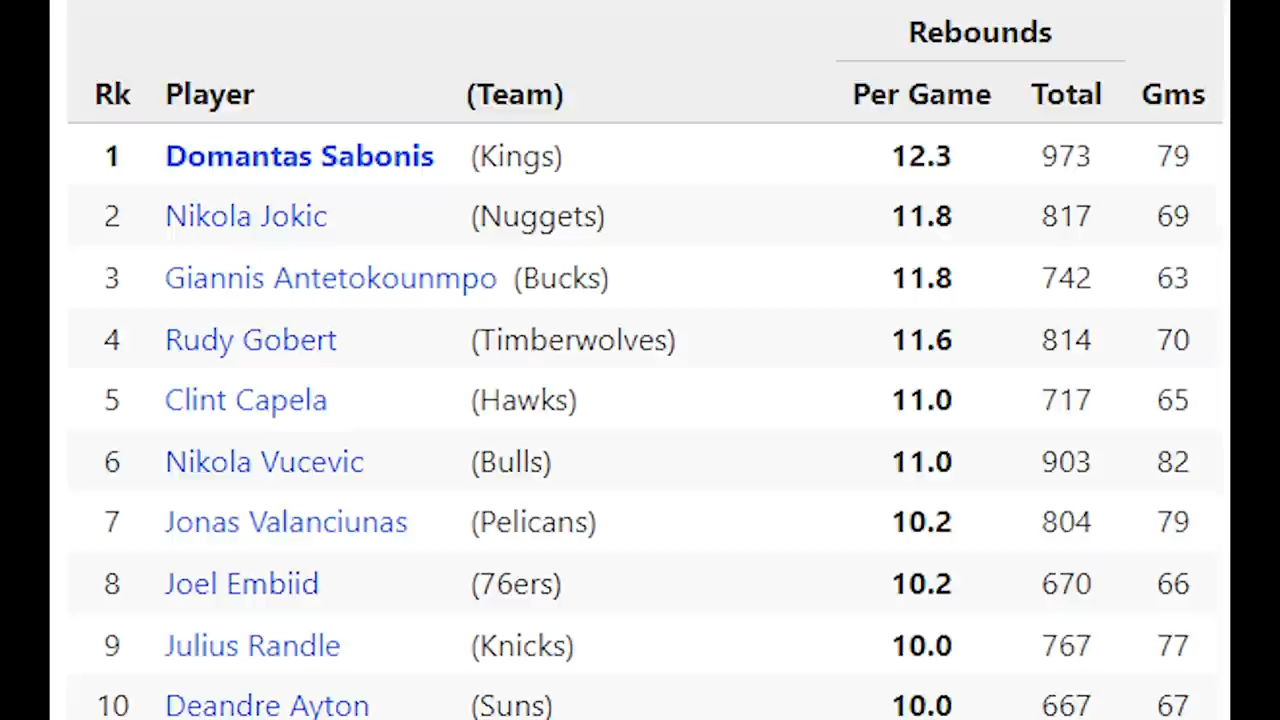 Rebounds
Rk Player (Team) Per Game Total Gms
1 Domantas Sabonis (Kings) 12.3 973 79
2 Nikola Jokic (Nuggets) 11.8 817 69
3 Giannis Antetokounmpo (Bucks) 11.8 742 63
4 Rudy Gobert (Timberwolves) 11.6 814 70
5 Clint Capela (Hawks) 11.0 717 65
6 Nikola Vucevic (Bulls) 11.0 903 82
7 Jonas Valanciunas (Pelicans) 10.2 804 79
8 Joel Embiid (76ers) 10.2 670 66
9 Julius Randle (Knicks) 10.0 767 77
10 Deandre Ayton (Suns) 10.0 667 67